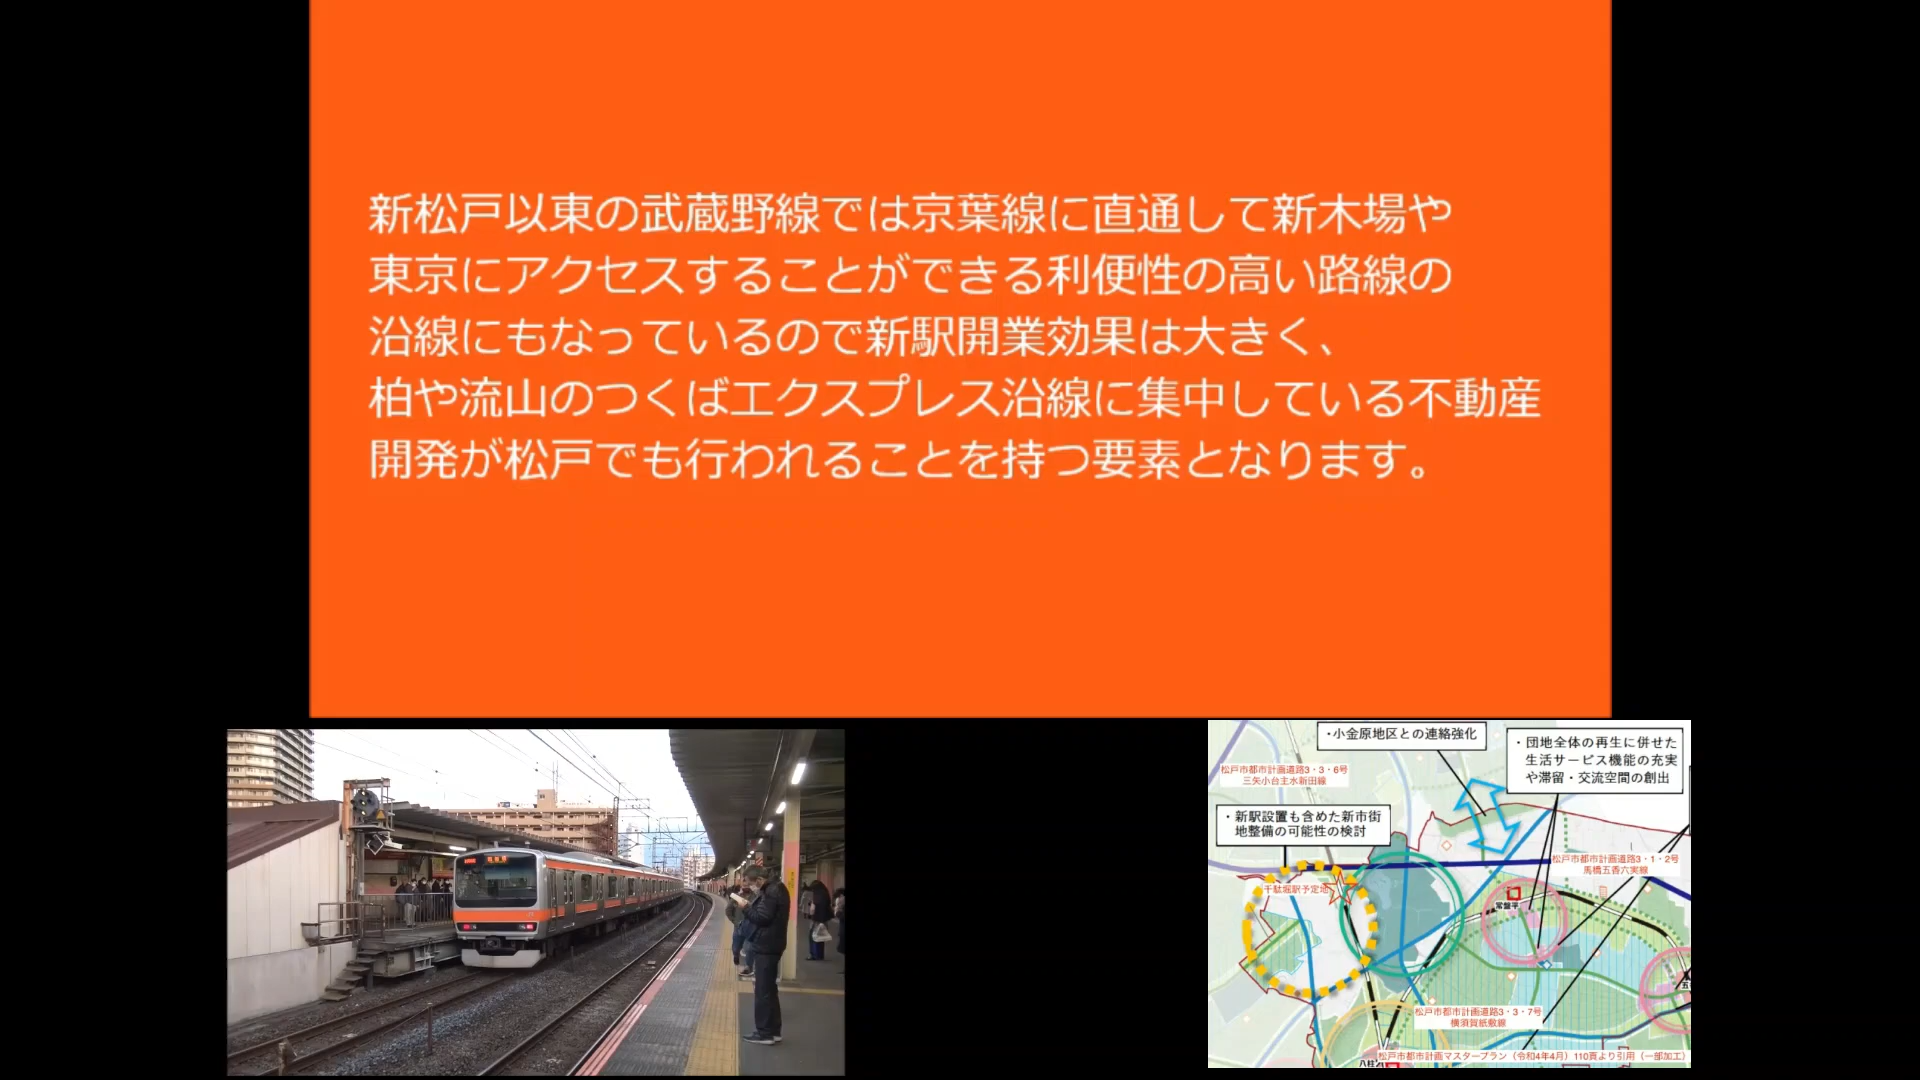 新松戸以東の武蔵野線では京葉線に直通して新木場や
東京にアクセスすることができる利便性の高い路線の
沿線にもなっているので新駅開業効果は大きく、
柏や流山のつくばエクスプレス沿線に集中している不動産
開発が松戸でも行われることを持つ要素となります。
・小金原地区との連絡強化
・団地全体の再生に併せた
生活サービス機能の充実
や滞留・交流空間の創出
松戸市都市計画道路3・3・6号
三矢小台主水新田線
・新駅設置も含めた新市街
地整備の可能性の検討
松戸市都市計画道路3・1・2号
馬橋五香六実線
千駄堀駅予定地
常盤平
松戸市都市計画道路3・3・7号
横須賀紙敷線
松戸市都市計画マスタープラン（令和4年4月）110頁より引用（一部加工）